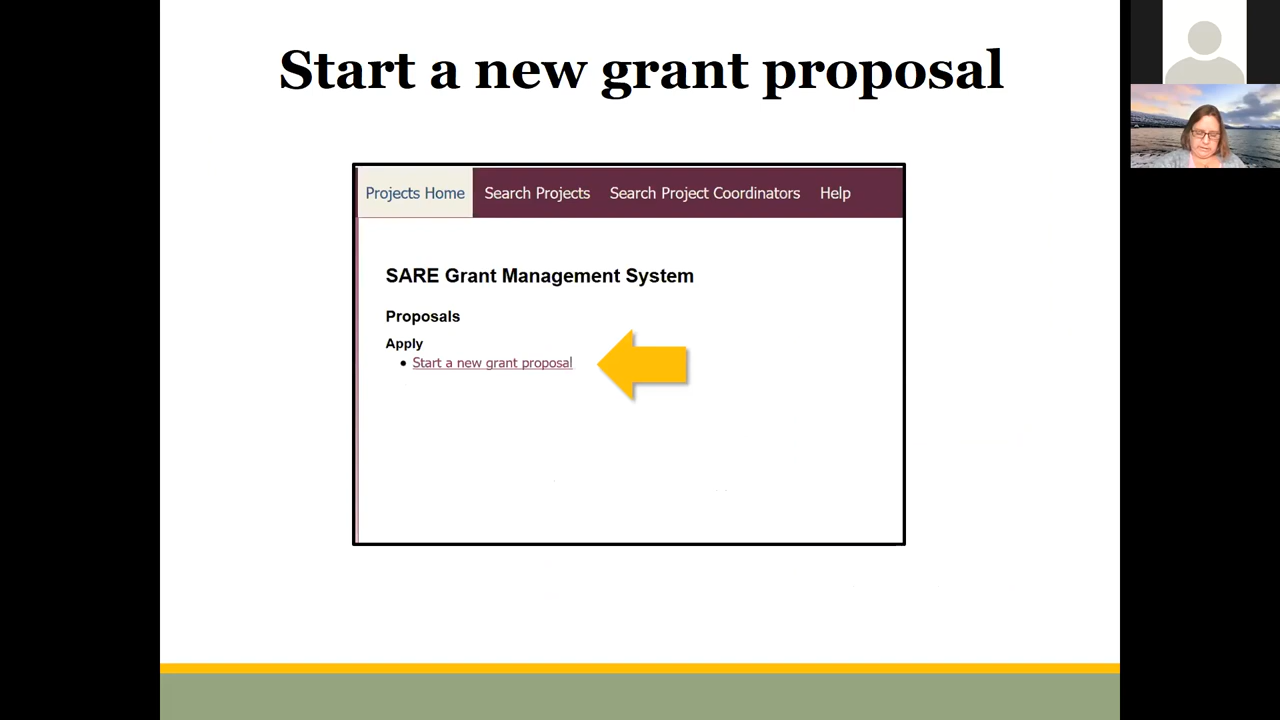 Start a new grant proposal
Projects Home Search Projects Search Project Coordinators Help
SARE Grant Management System
Proposals
Apply
• Start a new grant proposal